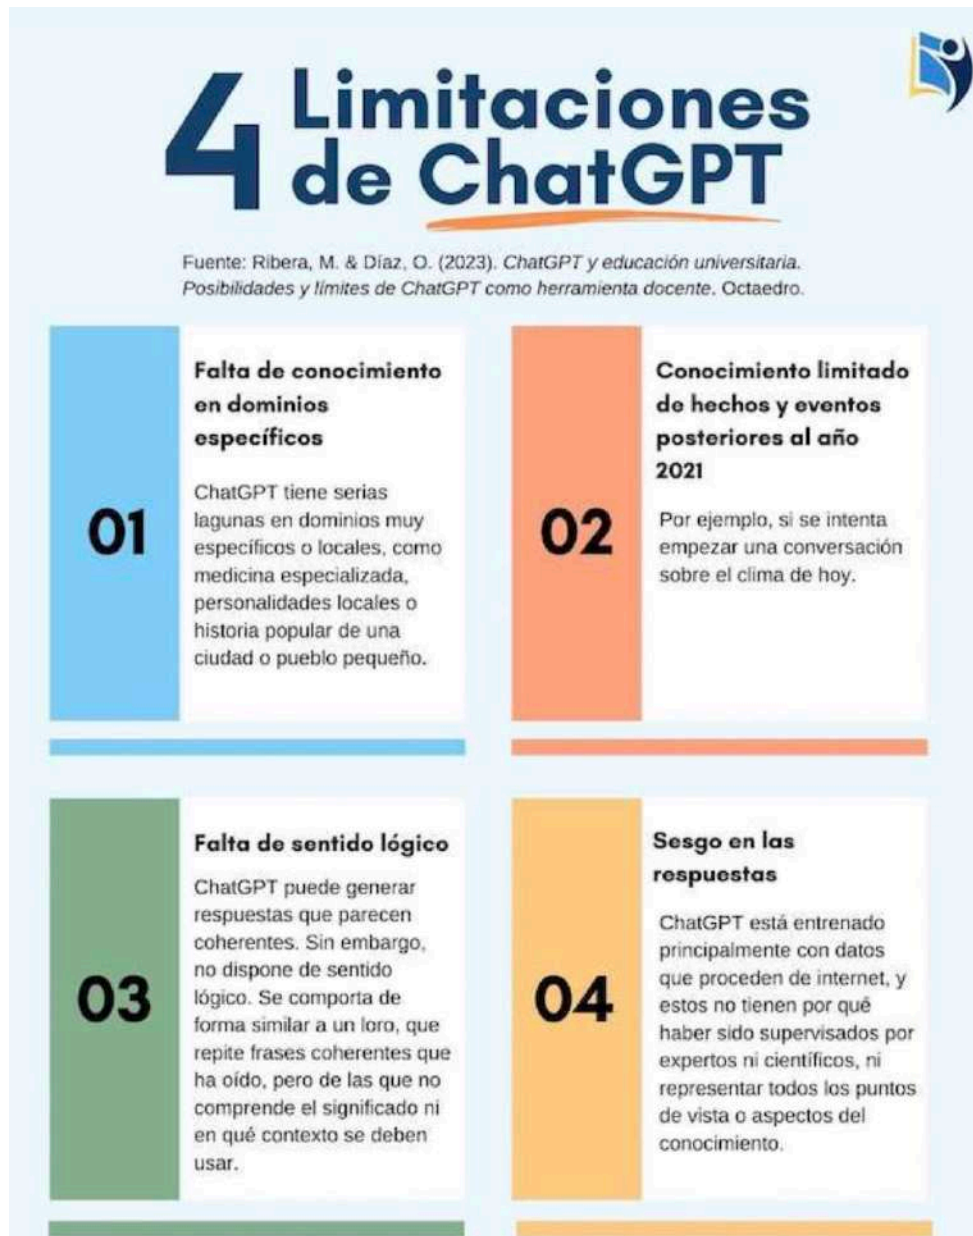 4 Limitaciones
de ChatGPT
Fuente: Ribera, M. & Díaz, O. (2023). ChatGPT y educación universitaria.
Posibilidades y límites de ChatGPT como herramienta docente. Octaedro.
01
Falta de conocimiento
en dominios
específicos
ChatGPT tiene serias
lagunas en dominios muy
específicos o locales, como
medicina especializada,
personalidades locales o
historia popular de una
ciudad o pueblo pequeño.
02
Conocimiento limitado
de hechos y eventos
posteriores al año
2021
Por ejemplo, si se intenta
empezar una conversación
sobre el clima de hoy.
03
Falta de sentido lógico
ChatGPT puede generar
respuestas que parecen
coherentes. Sin embargo,
no dispone de sentido
lógico. Se comporta de
forma similar a un loro, que
repite frases coherentes que
ha oído, pero de las que no
comprende el significado ni
en qué contexto se deben
usar.
04
Sesgo en las
respuestas
ChatGPT está entrenado
principalmente con datos
que proceden de internet, y
estos no tienen por qué
haber sido supervisados por
expertos ni científicos, ni
representar todos los puntos
de vista o aspectos del
conocimiento.